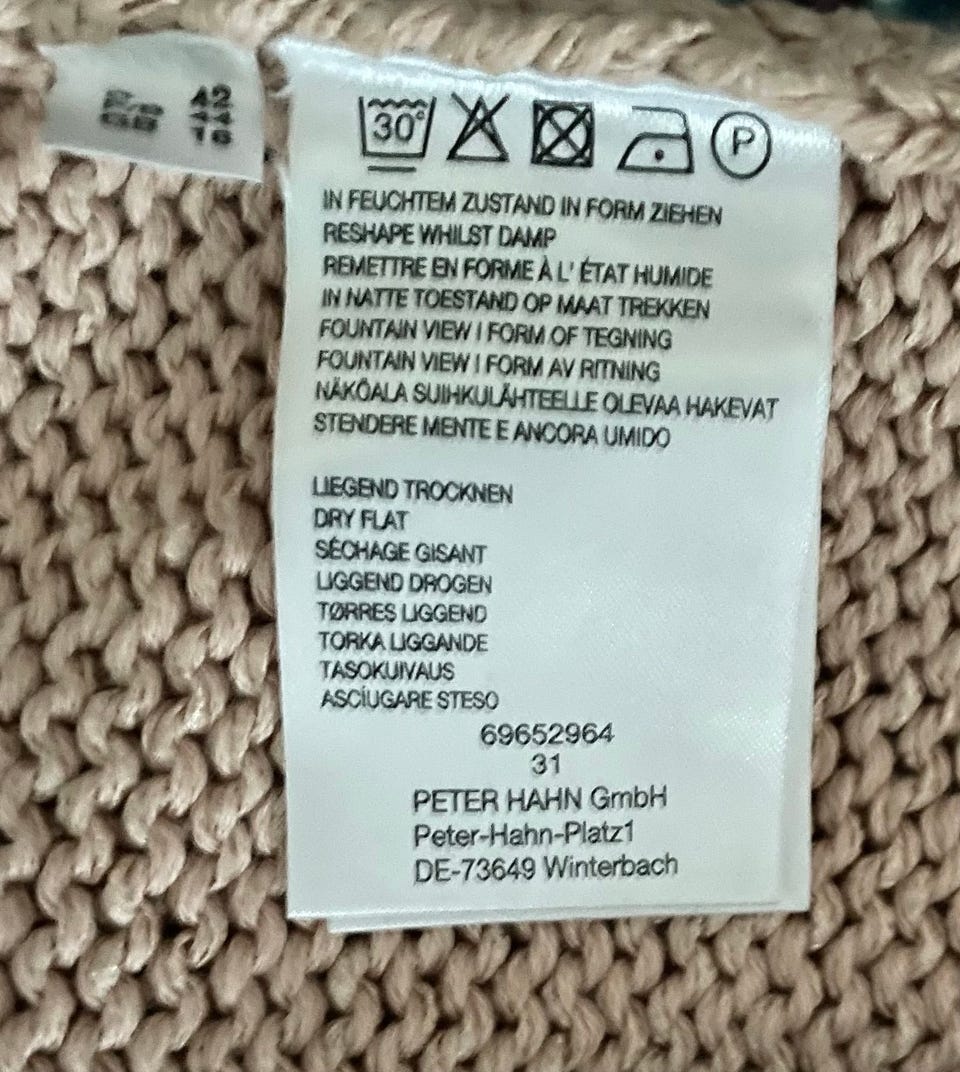 42
44
GB 16
30°
P
IN FEUCHTEM ZUSTAND IN FORM ZIEHEN
RESHAPE WHILST DAMP
REMETTRE EN FORME À L' ÉTAT HUMIDE
IN NATTE TOESTAND OP MAAT TREKKEN
FOUNTAIN VIEW I FORM OF TEGNING
FOUNTAIN VIEW I FORM AV RITNING
NÄKÖALA SUIHKULÄHTEELLE OLEVAA HAKEVAT
STENDERE MENTE E ANCORA UMIDO
LIEGEND TROCKNEN
DRY FLAT
SÉCHAGE GISANT
LIGGEND DROGEN
TØRRES LIGGEND
TORKA LIGGANDE
TASOKUIVAUS
ASCÍUGARE STESO
69652964
31
PETER HAHN GmbH
Peter-Hahn-Platz1
DE-73649 Winterbach